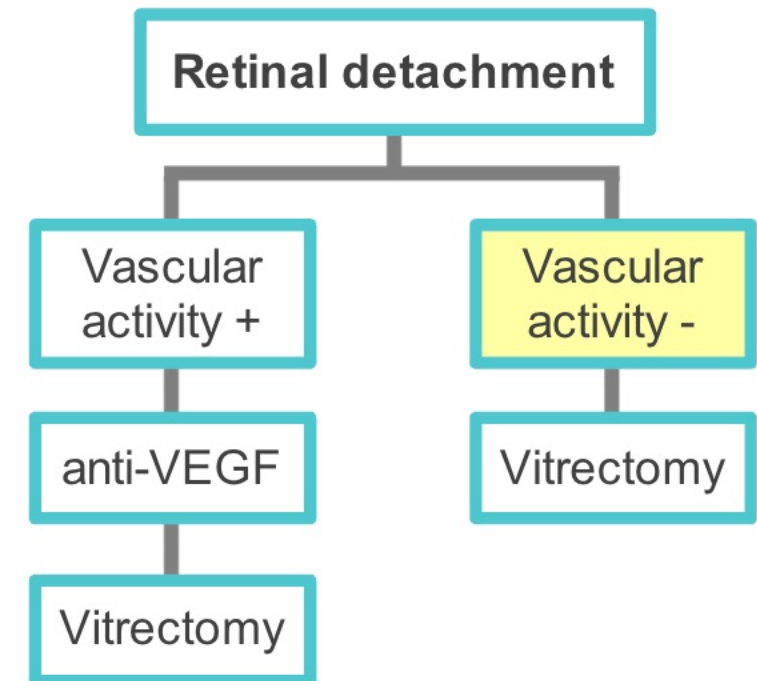 Retinal detachment
Vascular
activity +
Vascular
activity -
anti-VEGF
Vitrectomy
Vitrectomy